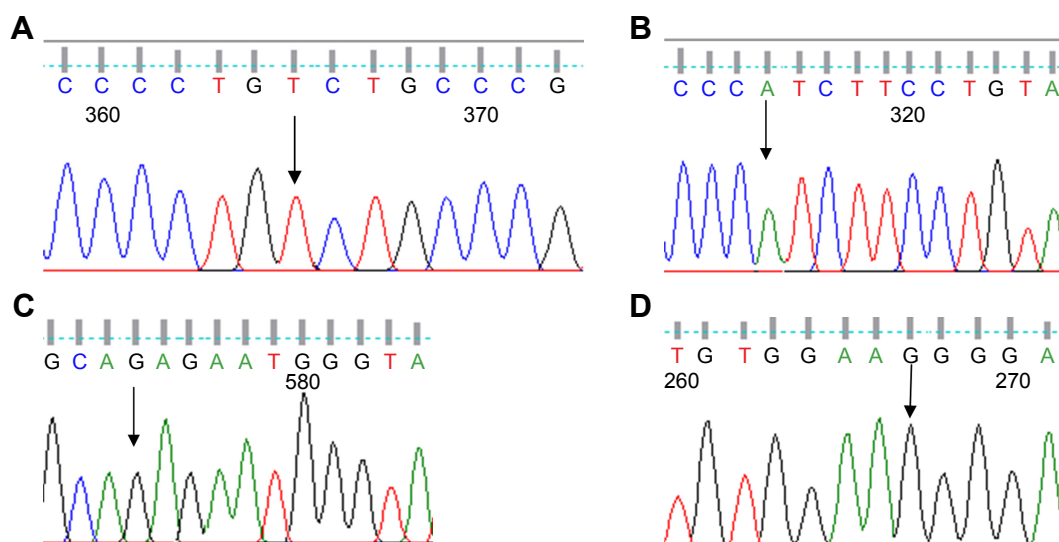 A
C C C C T G T C T G C C C G
360 370
B
C C C A T C T T C C T G T A
320
C
G C A G A G A A T G G G T A
580
D
T G T G G A A G G G G A
260 270